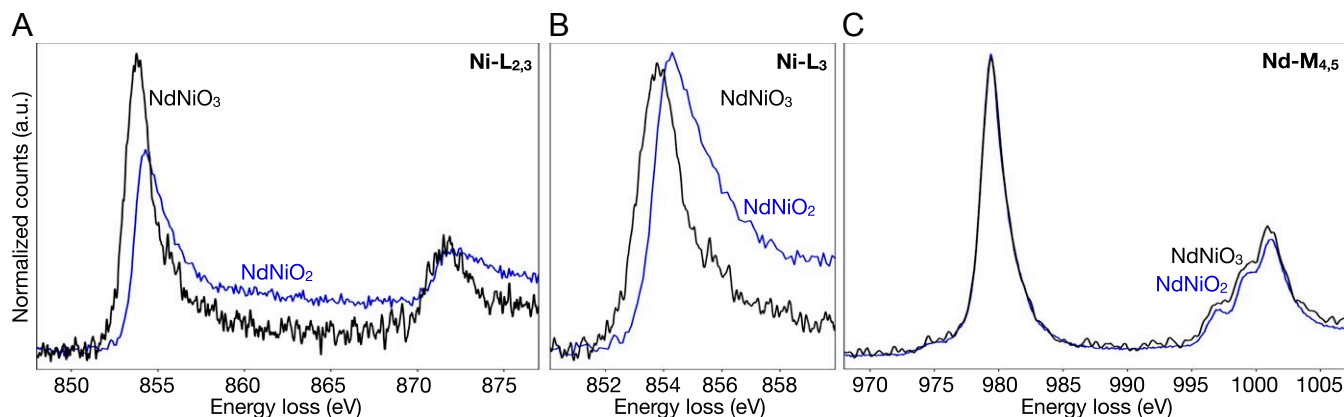 A
B
C
Ni-L2,3
Ni-L3
Nd-M4,5
NdNiO3
NdNiO3
NdNiO2
NdNiO2
NdNiO3
NdNiO2
Normalized counts (a.u.)
850 855 860 865 870 875
852 854 856 858
970 975 980 985 990 995 1000 1005
Energy loss (eV)
Energy loss (eV)
Energy loss (eV)